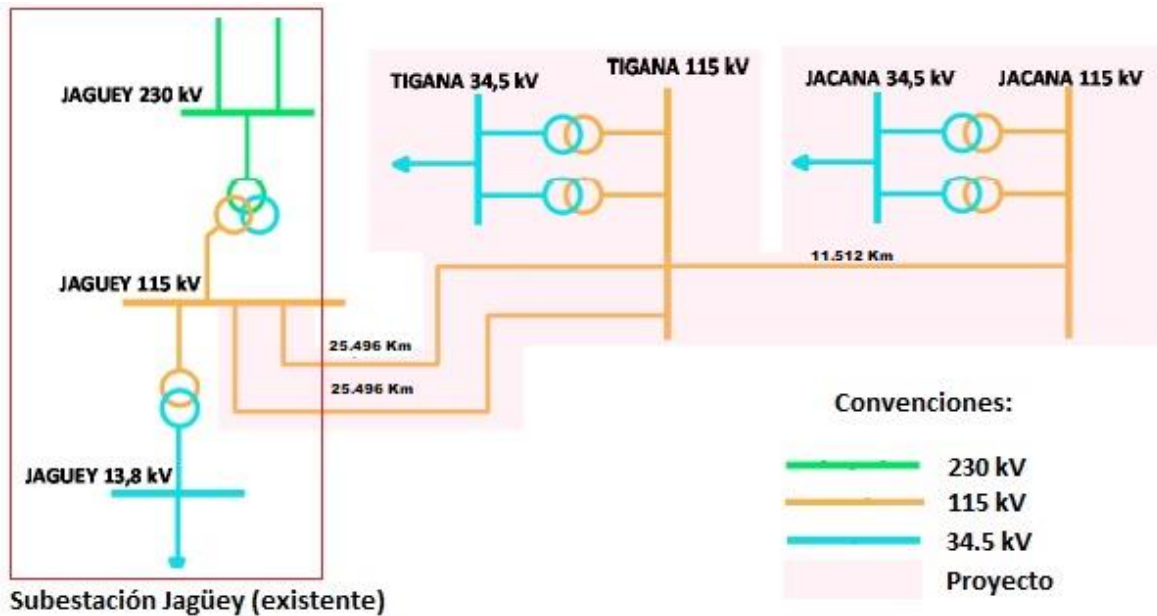 JAGUEY 230 kV
TIGANA 34,5 kV
TIGANA 115 kV
JACANA 34,5 kV
JACANA 115 kV
JAGUEY 115 kV
11.512 Km
25.496 Km
25.496 Km
JAGUEY 13,8 kV
Convenciones:
230 kV
115 kV
34.5 kV
Proyecto
Subestación Jagüey (existente)